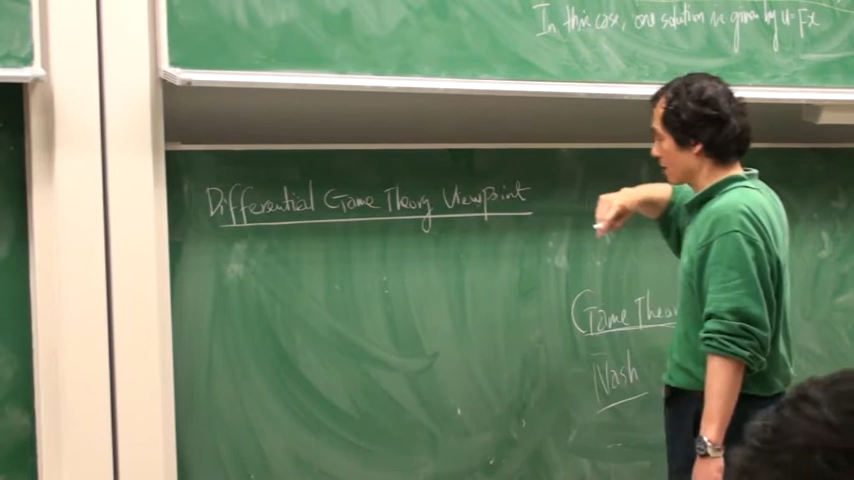 In this case, one solution is given by u=Fx
Differential Game Theory Viewpoint
Game Theor
Nash